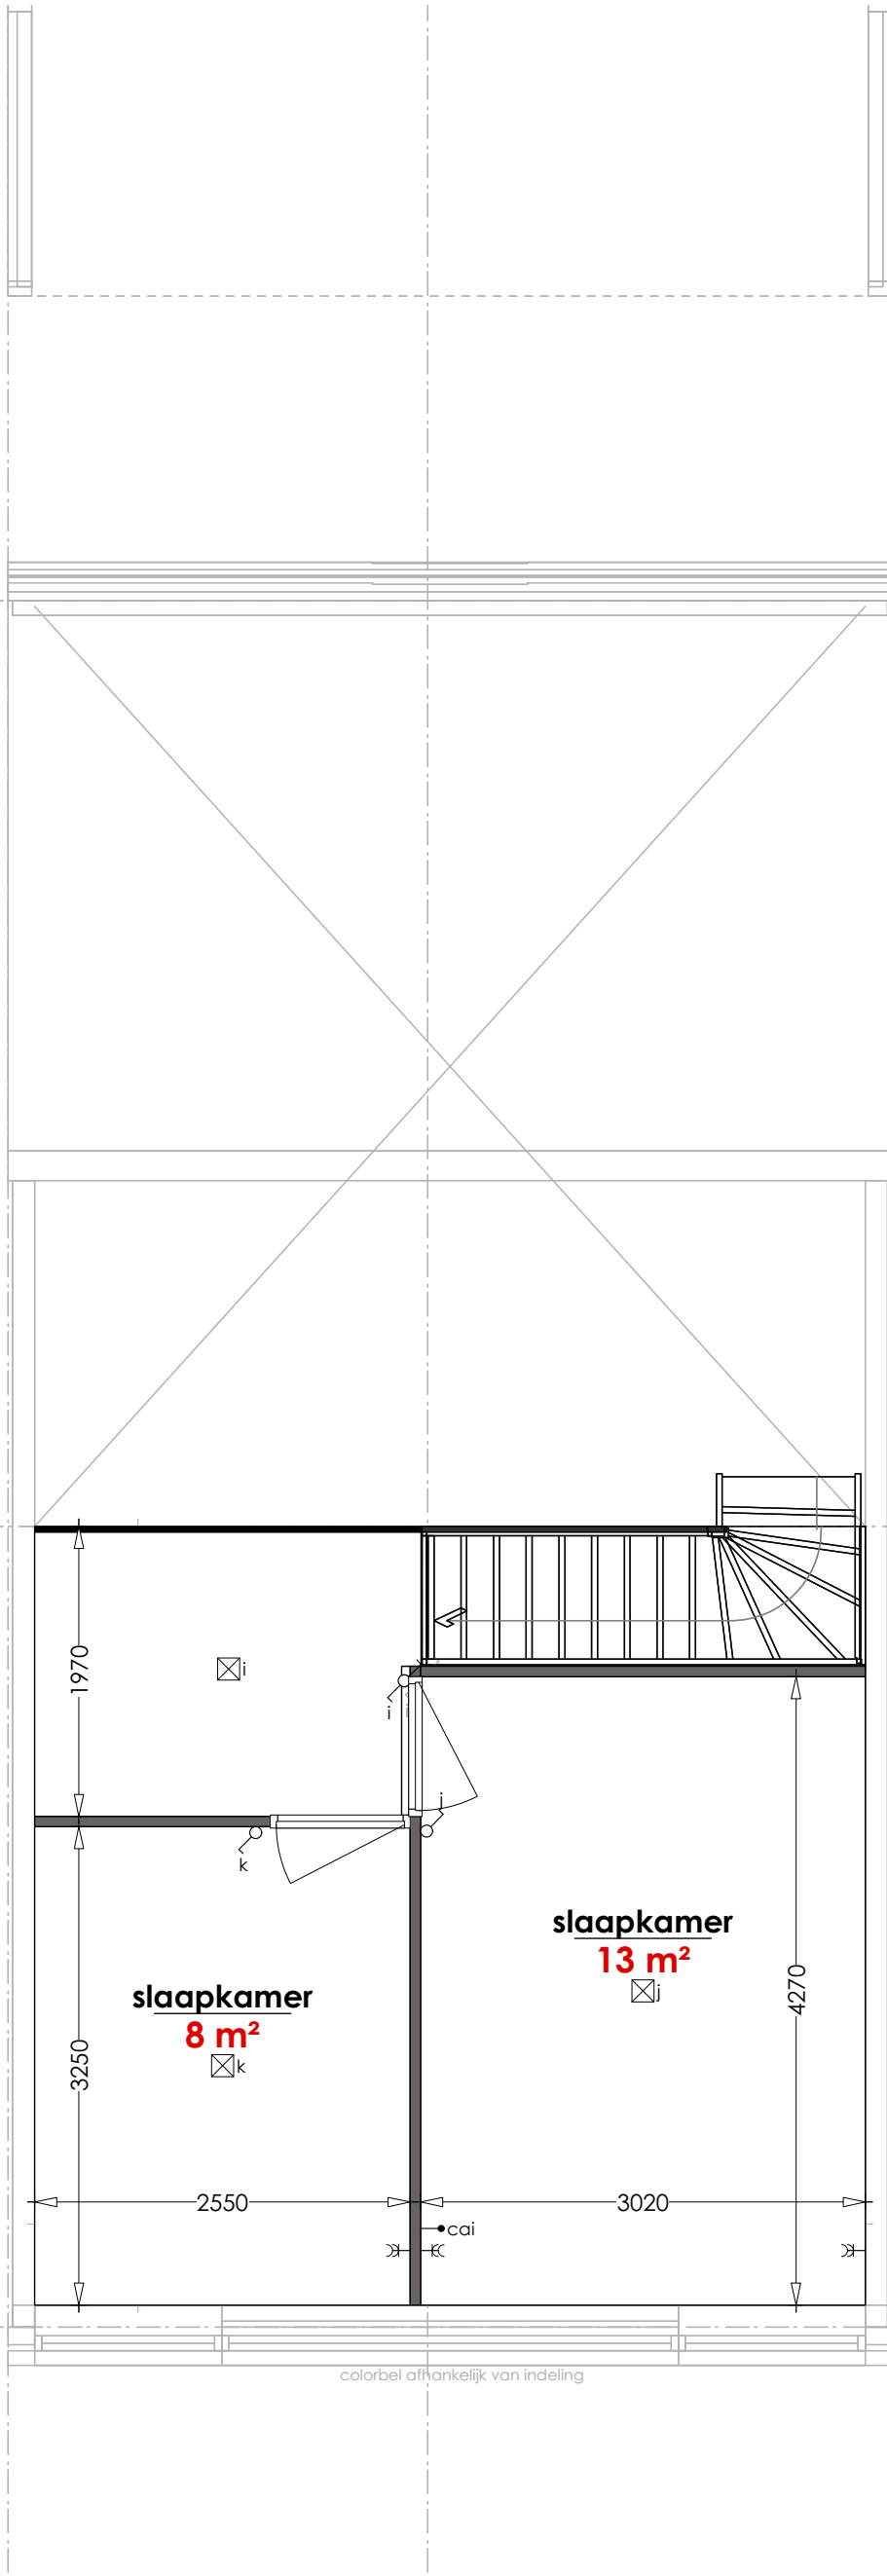 1970
i
i
i
j
k
slaapkamer
13 m²
j
4270
slaapkamer
8 m²
k
3250
2550
3020
cai
colorbel afhankelijk van indeling